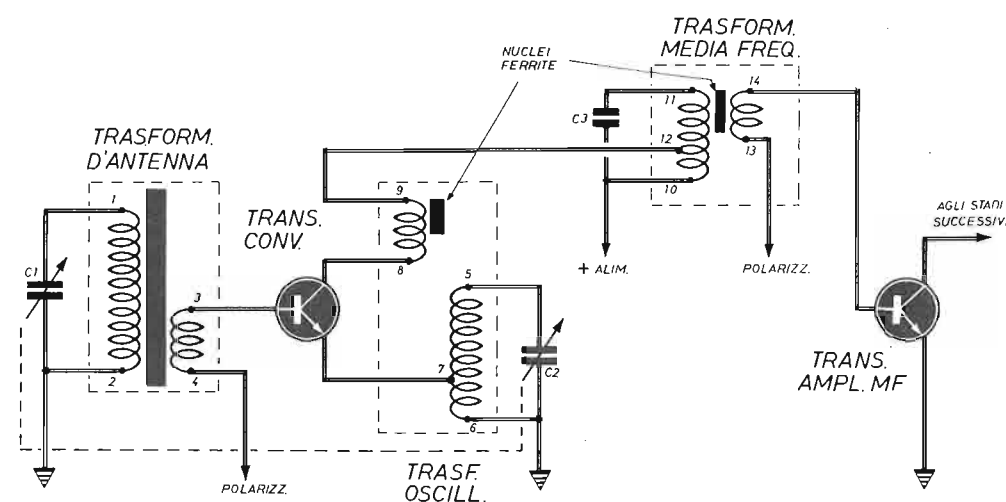 TRASFORM.
MEDIA FREQ.
NUCLEI
FERRITE
14
11
C3
12
13
10
TRASFORM.
D'ANTENNA
9
1
TRANS.
CONV.
8
AGLI STADI
SUCCESSIVI
+ ALIM.
POLARIZZ.
C1
5
3
7
C2
2
4
6
TRANS.
AMPL. MF
TRASF.
OSCILL.
POLARIZZ.